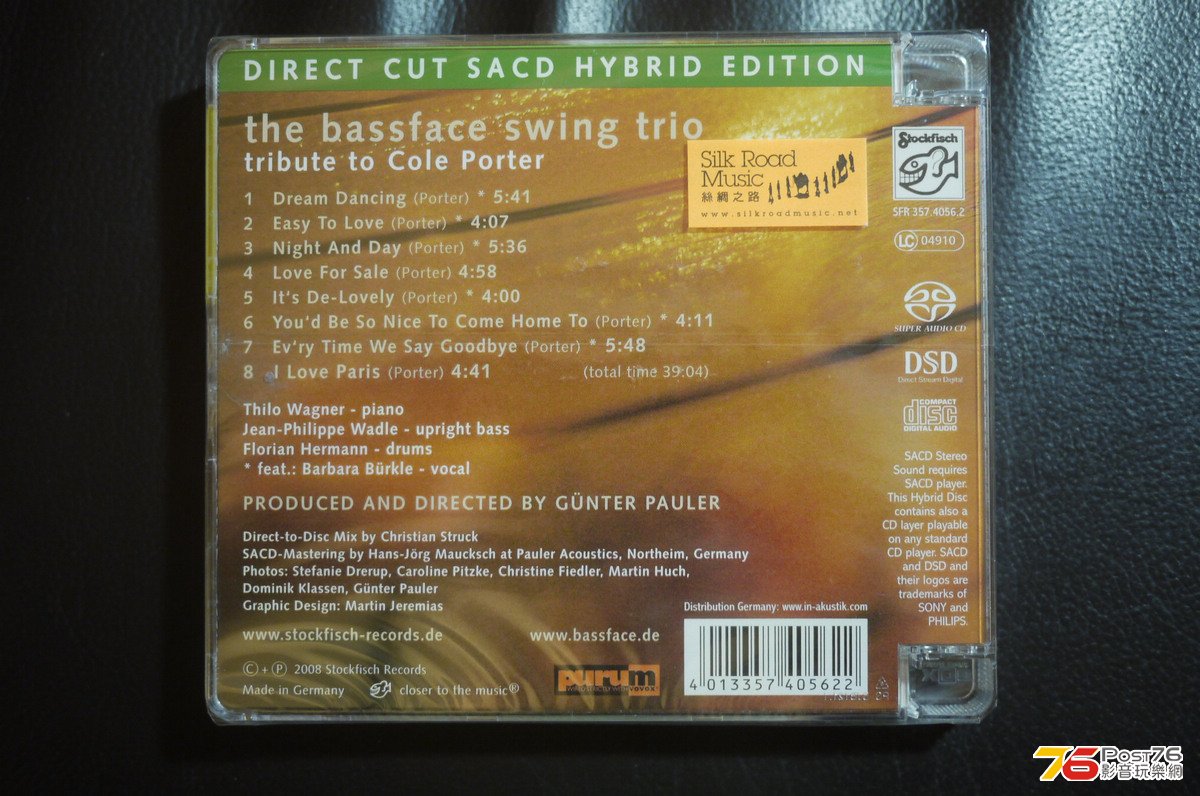 DIRECT CUT SACD HYBRID EDITION
the bassface swing trio
tribute to Cole Porter
1 Dream Dancing (Porter) * 5:41
2 Easy To Love (Porter) * 4:07
3 Night And Day (Porter) * 5:36
4 Love For Sale (Porter) 4:58
5 It's De-Lovely (Porter) * 4:00
6 You'd Be So Nice To Come Home To (Porter) * 4:11
7 Ev'ry Time We Say Goodbye (Porter) * 5:48
8 I Love Paris (Porter) 4:41 (total time 39:04)
Thilo Wagner - piano
Jean-Philippe Wadle - upright bass
Florian Hermann - drums
* feat.: Barbara Bürkle - vocal
PRODUCED AND DIRECTED BY GÜNTER PAULER
Direct-to-Disc Mix by Christian Struck
SACD-Mastering by Hans-Jörg Maucksch at Pauler Acoustics, Northeim, Germany
Photos: Stefanie Drerup, Caroline Pitzke, Christine Fiedler, Martin Huch,
Dominik Klassen, Günter Pauler
Graphic Design: Martin Jeremias
www.stockfisch-records.de
www.bassface.de
© + ℗ 2008 Stockfisch Records
Made in Germany
closer to the music®
purum
VOVOX
Distribution Germany: www.in-akustik.com
4 013357 405622
Silk Road
Music
絲綢之路
www.silkroadmusic.net
Stockfisch
SFR 357.4056.2
LC 04910
SUPER AUDIO CD
DSD
Direct Stream Digital
COMPACT
disc
DIGITAL AUDIO
SACD Stereo
Sound requires
SACD player.
This Hybrid Disc
contains also a
CD layer playable
on any standard
CD player. SACD
and DSD and
their logos are
trademarks of
SONY and
PHILIPS.
76 Post76
影音玩樂網